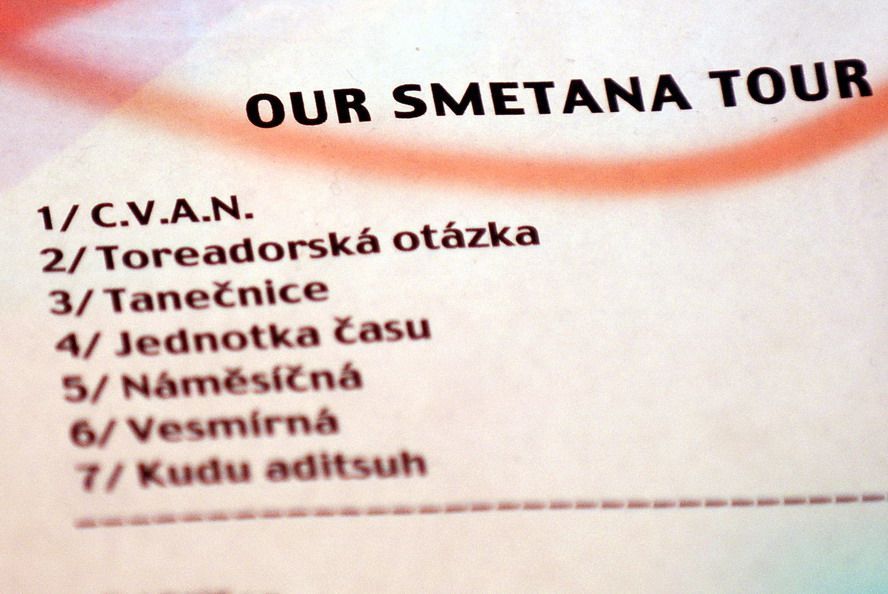 OUR SMETANA TOUR
1/ C.V.A.N.
2/ Toreadorská otázka
3/ Tanečnice
4/ Jednotka času
5/ Náměsíčná
6/ Vesmírná
7/ Kudu aditsuh
--------------------------------